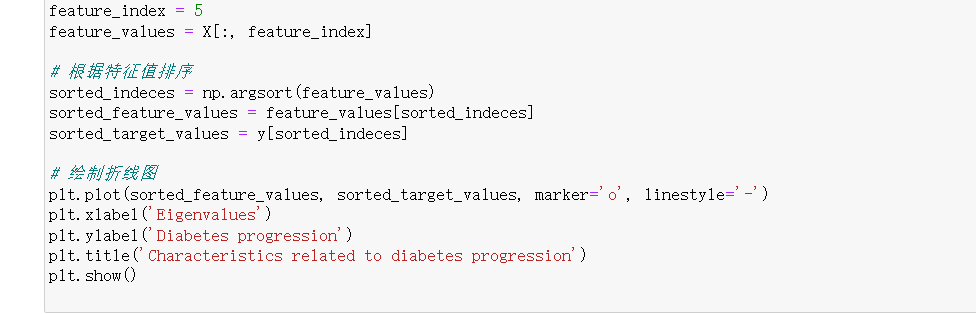 feature_index = 5
feature_values = X[:, feature_index]
# 根据特征值排序
sorted_indeces = np.argsort(feature_values)
sorted_feature_values = feature_values[sorted_indeces]
sorted_target_values = y[sorted_indeces]
# 绘制折线图
plt.plot(sorted_feature_values, sorted_target_values, marker='o', linestyle='-')
plt.xlabel('Eigenvalues')
plt.ylabel('Diabetes progression')
plt.title('Characteristics related to diabetes progression')
plt.show()